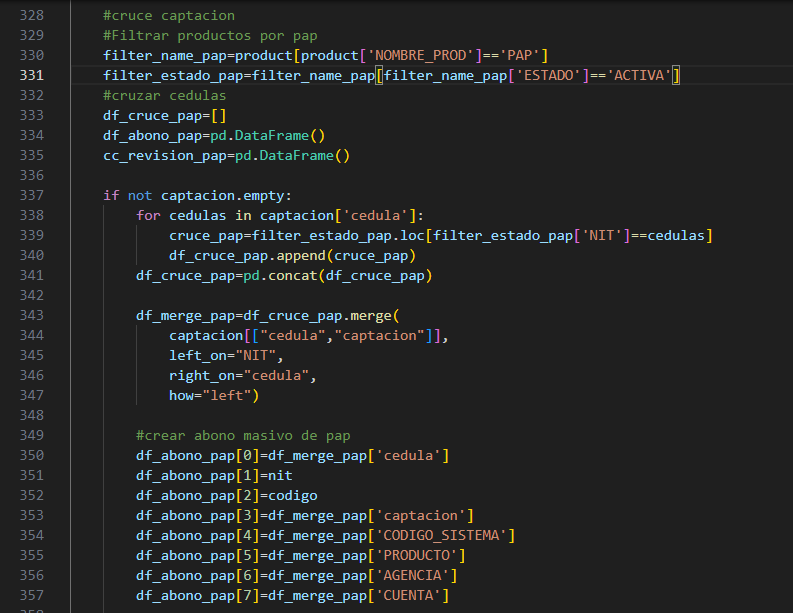 328 #cruce captacion
329 #Filtrar productos por pap
330 filter_name_pap=product[product['NOMBRE_PROD']=='PAP']
331 filter_estado_pap=filter_name_pap[filter_name_pap['ESTADO']=='ACTIVA']
332 #cruzar cedulas
333 df_cruce_pap=[]
334 df_abono_pap=pd.DataFrame()
335 cc_revision_pap=pd.DataFrame()
336
337 if not captacion.empty:
338     for cedulas in captacion['cedula']:
339         cruce_pap=filter_estado_pap.loc[filter_estado_pap['NIT']==cedulas]
340         df_cruce_pap.append(cruce_pap)
341     df_cruce_pap=pd.concat(df_cruce_pap)
342
343     df_merge_pap=df_cruce_pap.merge(
344         captacion[["cedula","captacion"]],
345         left_on="NIT",
346         right_on="cedula",
347         how="left")
348
349     #crear abono masivo de pap
350     df_abono_pap[0]=df_merge_pap['cedula']
351     df_abono_pap[1]=nit
352     df_abono_pap[2]=codigo
353     df_abono_pap[3]=df_merge_pap['captacion']
354     df_abono_pap[4]=df_merge_pap['CODIGO_SISTEMA']
355     df_abono_pap[5]=df_merge_pap['PRODUCTO']
356     df_abono_pap[6]=df_merge_pap['AGENCIA']
357     df_abono_pap[7]=df_merge_pap['CUENTA']